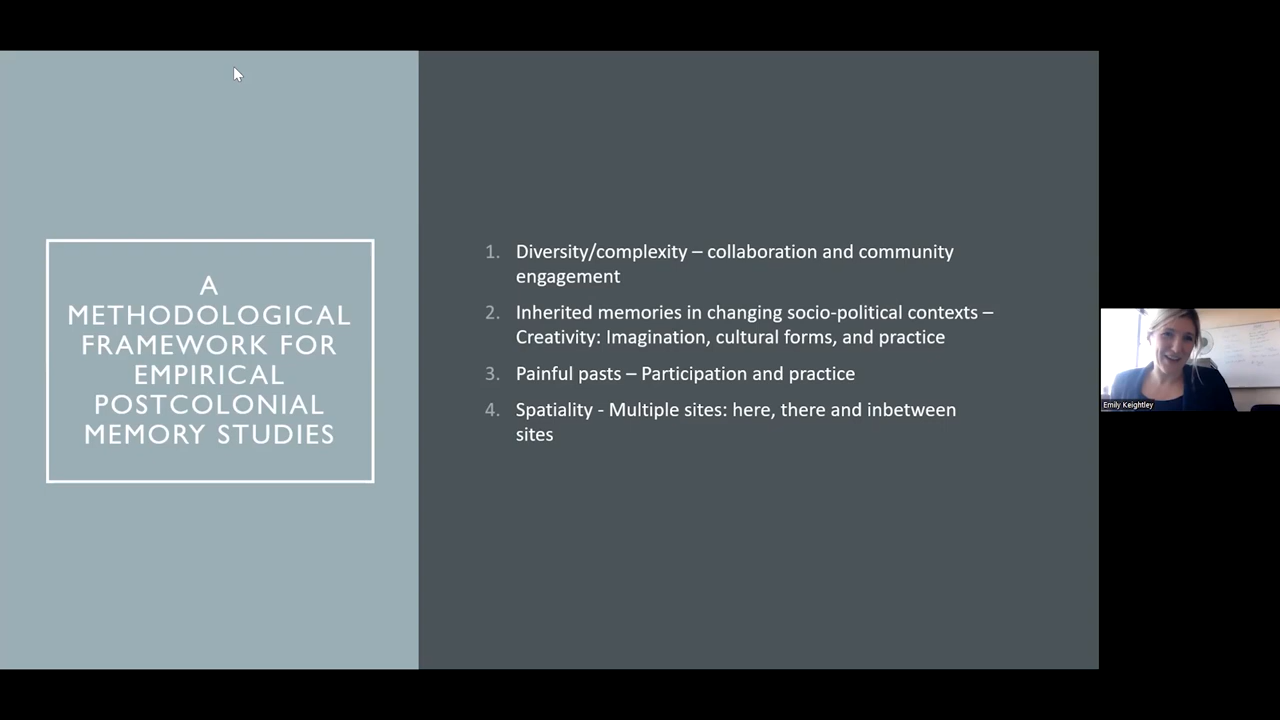 A
METHODOLOGICAL
FRAMEWORK FOR
EMPIRICAL
POSTCOLONIAL
MEMORY STUDIES
1. Diversity/complexity – collaboration and community
engagement
2. Inherited memories in changing socio-political contexts –
Creativity: Imagination, cultural forms, and practice
3. Painful pasts – Participation and practice
4. Spatiality - Multiple sites: here, there and inbetween
sites
Emily Keightley